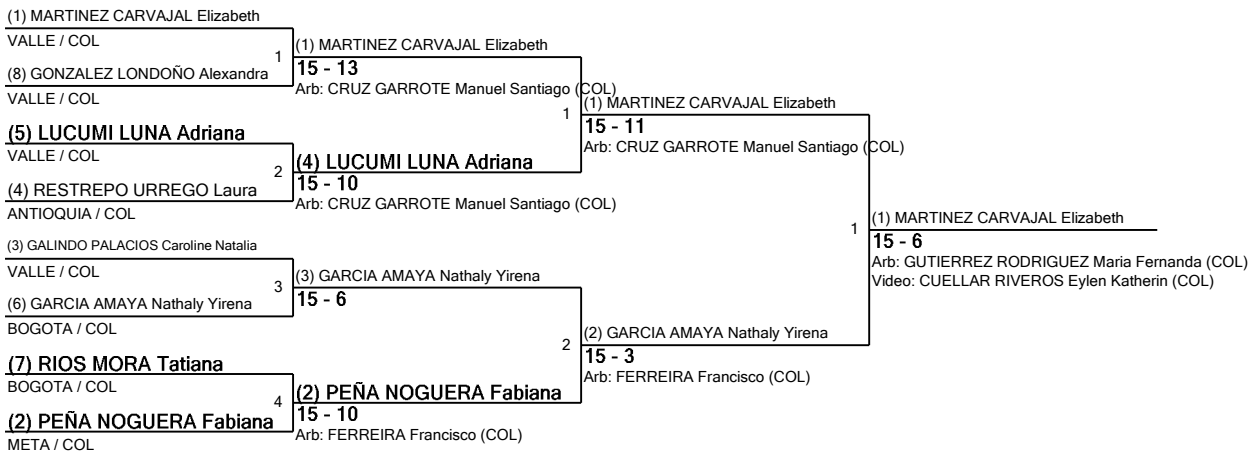 (1) MARTINEZ CARVAJAL Elizabeth
VALLE / COL
1
(8) GONZALEZ LONDOÑO Alexandra
VALLE / COL
(5) LUCUMI LUNA Adriana
VALLE / COL
2
(4) RESTREPO URREGO Laura
ANTIOQUIA / COL
(3) GALINDO PALACIOS Caroline Natalia
VALLE / COL
3
(6) GARCIA AMAYA Nathaly Yirena
BOGOTA / COL
(7) RIOS MORA Tatiana
BOGOTA / COL
4
(2) PEÑA NOGUERA Fabiana
META / COL
(1) MARTINEZ CARVAJAL Elizabeth
15 - 13
Arb: CRUZ GARROTE Manuel Santiago (COL)
1
(4) LUCUMI LUNA Adriana
15 - 10
Arb: CRUZ GARROTE Manuel Santiago (COL)
(3) GARCIA AMAYA Nathaly Yirena
15 - 6
2
(2) PEÑA NOGUERA Fabiana
15 - 10
Arb: FERREIRA Francisco (COL)
(1) MARTINEZ CARVAJAL Elizabeth
15 - 11
Arb: CRUZ GARROTE Manuel Santiago (COL)
1
(2) GARCIA AMAYA Nathaly Yirena
15 - 3
Arb: FERREIRA Francisco (COL)
(1) MARTINEZ CARVAJAL Elizabeth
15 - 6
Arb: GUTIERREZ RODRIGUEZ Maria Fernanda (COL)
Video: CUELLAR RIVEROS Eylen Katherin (COL)